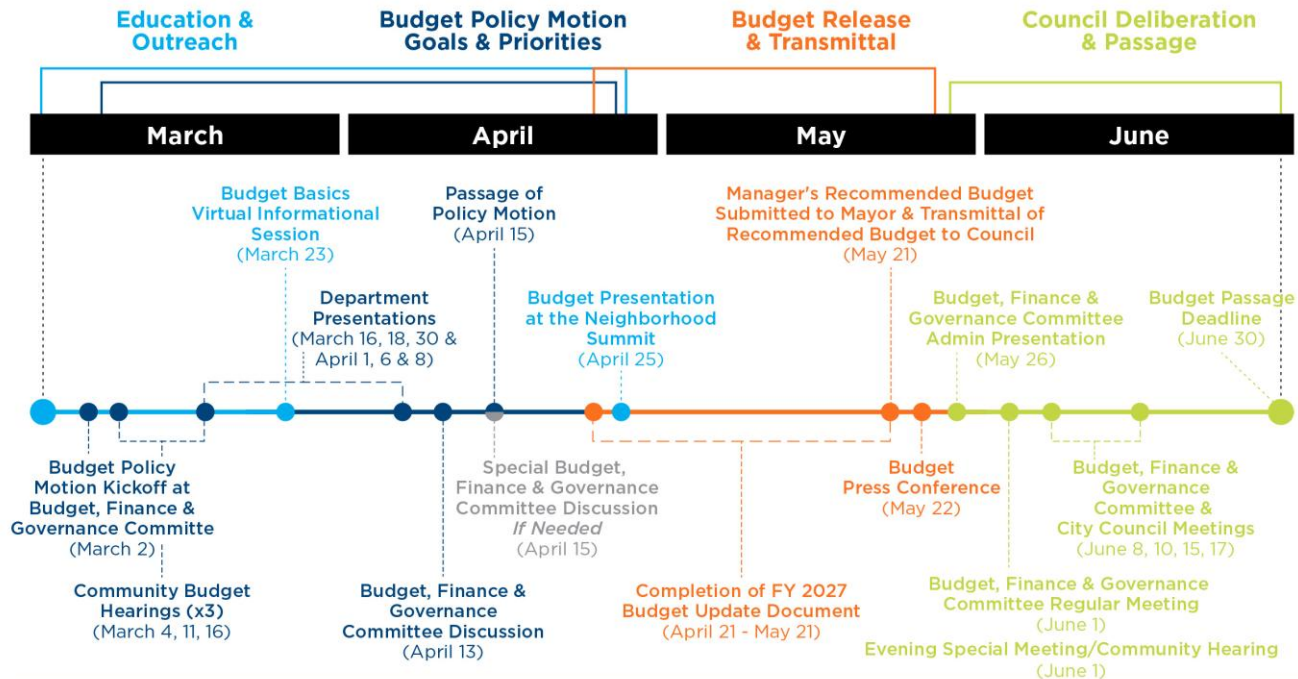 Education &
Outreach
Budget Policy Motion
Goals & Priorities
Budget Release
& Transmittal
Council Deliberation
& Passage
March
April
May
June
Budget Basics
Virtual Informational
Session
(March 23)
Passage of
Policy Motion
(April 15)
Manager's Recommended Budget
Submitted to Mayor & Transmittal of
Recommended Budget to Council
(May 21)
Department
Presentations
(March 16, 18, 30 &
April 1, 6 & 8)
Budget Presentation
at the Neighborhood
Summit
(April 25)
Budget, Finance &
Governance Committee
Admin Presentation
(May 26)
Budget Passage
Deadline
(June 30)
Budget Policy
Motion Kickoff at
Budget, Finance &
Governance Committe
(March 2)
Special Budget,
Finance & Governance
Committee Discussion
If Needed
(April 15)
Budget
Press Conference
(May 22)
Budget, Finance &
Governance
Committee &
City Council Meetings
(June 8, 10, 15, 17)
Community Budget
Hearings (x3)
(March 4, 11, 16)
Budget, Finance &
Governance
Committee Discussion
(April 13)
Completion of FY 2027
Budget Update Document
(April 21 - May 21)
Budget, Finance & Governance
Committee Regular Meeting
(June 1)
Evening Special Meeting/Community Hearing
(June 1)